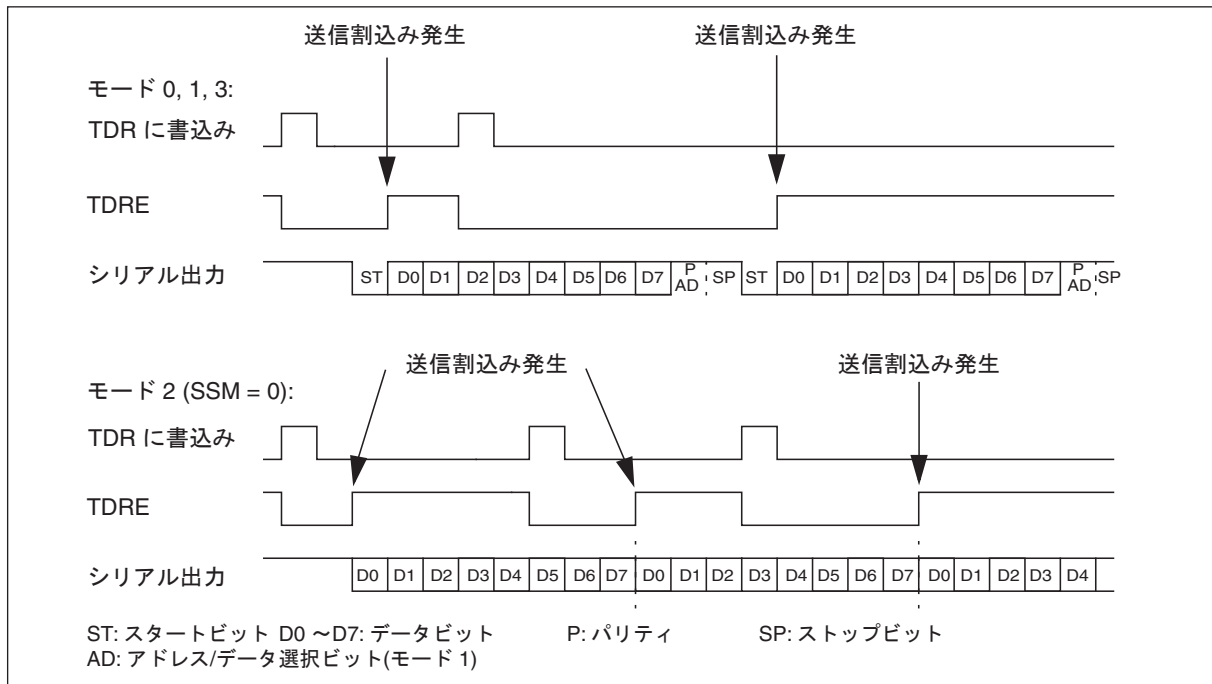 送信割込み発生 送信割込み発生
モード 0, 1, 3:
TDR に書込み
TDRE
シリアル出力 ST D0 D1 D2 D3 D4 D5 D6 D7 P AD SP ST D0 D1 D2 D3 D4 D5 D6 D7 P AD SP
送信割込み発生 送信割込み発生
モード 2 (SSM = 0):
TDR に書込み
TDRE
シリアル出力 D0 D1 D2 D3 D4 D5 D6 D7 D0 D1 D2 D3 D4 D5 D6 D7 D0 D1 D2 D3 D4
ST: スタートビット D0 ～D7: データビット P: パリティ SP: ストップビット
AD: アドレス/データ選択ビット(モード 1)